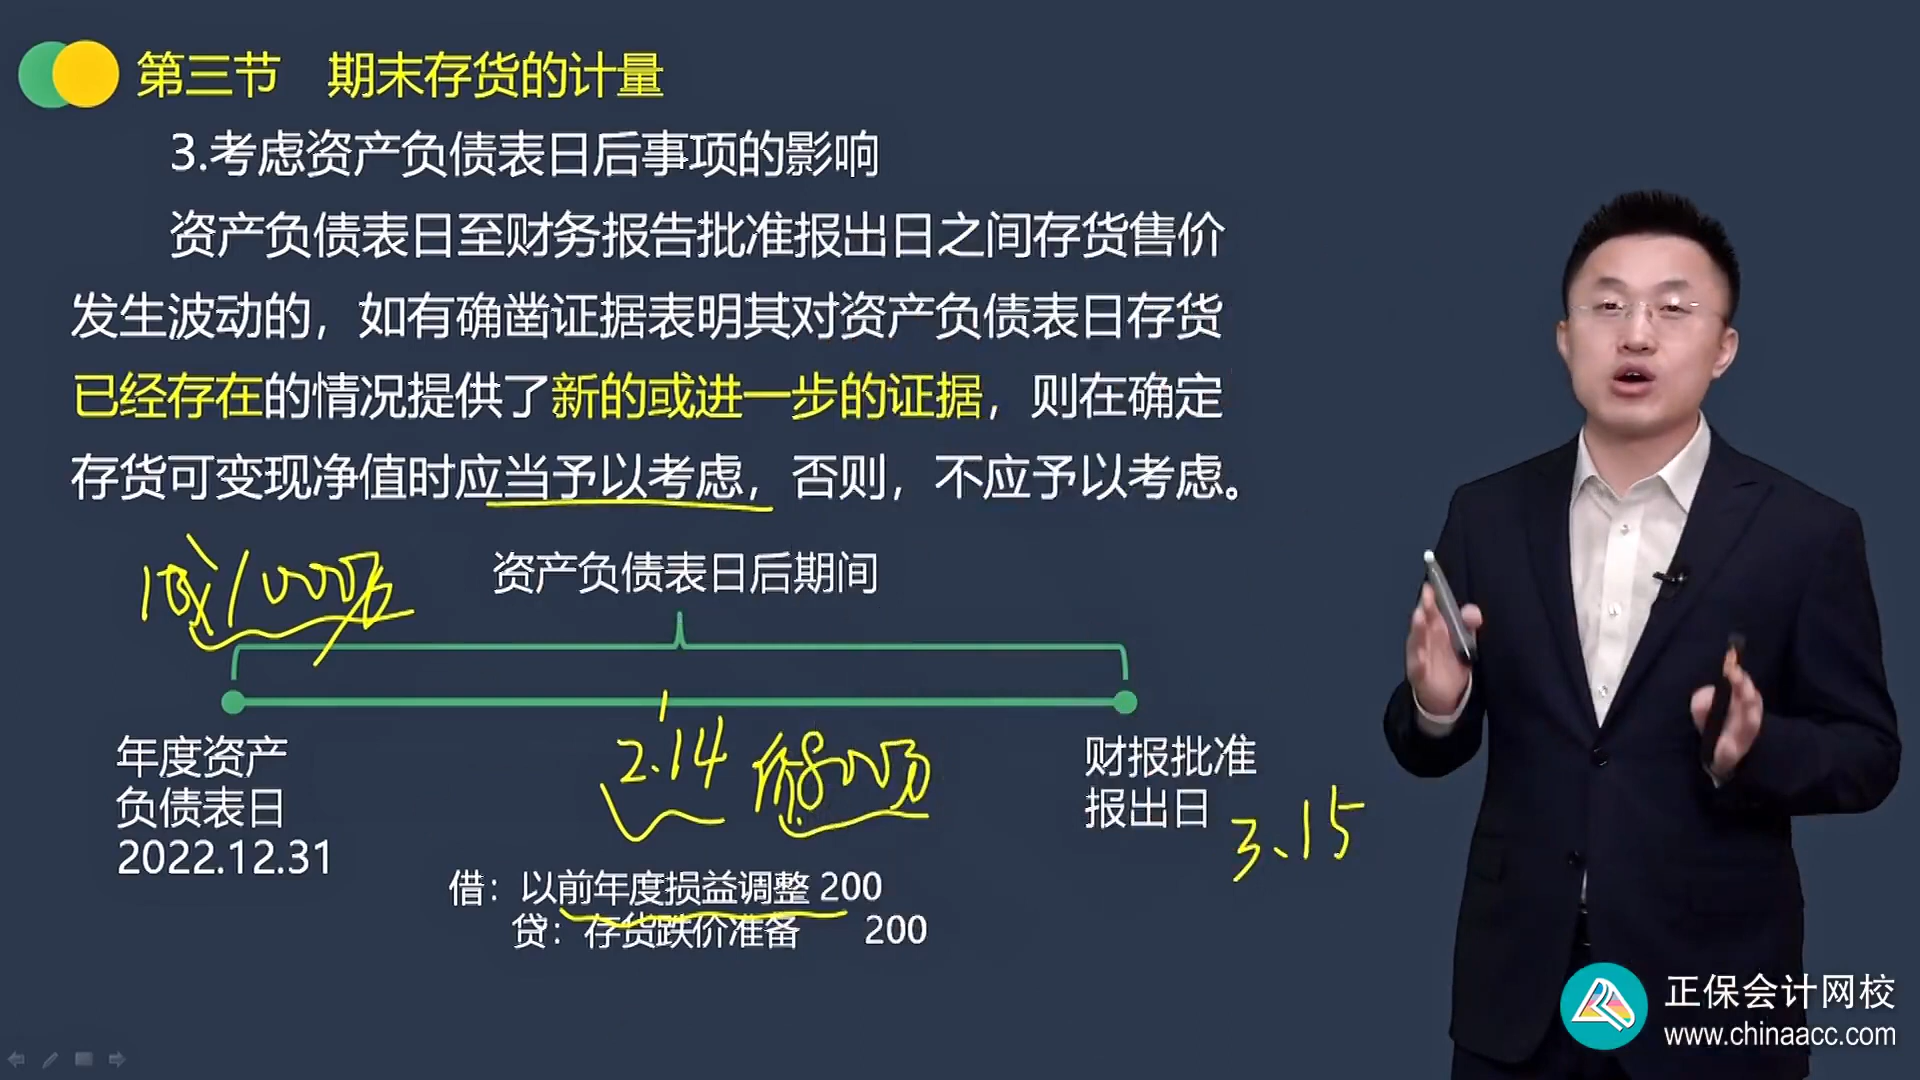 第三节 期末存货的计量
3.考虑资产负债表日后事项的影响
资产负债表日至财务报告批准报出日之间存货售价
发生波动的，如有确凿证据表明其对资产负债表日存货
已经存在的情况提供了新的或进一步的证据，则在确定
存货可变现净值时应当予以考虑，否则，不应予以考虑。
1000万
资产负债表日后期间
2.14
800万
年度资产
负债表日
2022.12.31
财报批准
报出日
3.15
借：以前年度损益调整 200
贷：存货跌价准备 200
正保会计网校
www.chinaacc.com